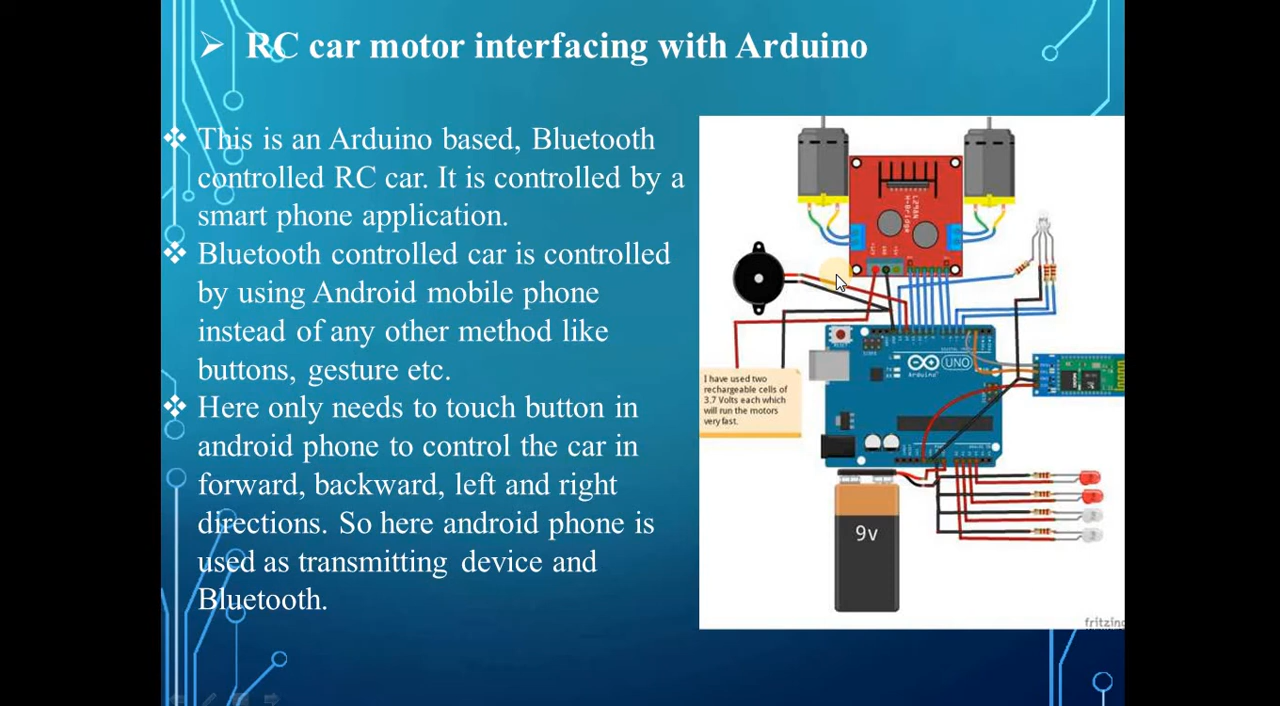 RC car motor interfacing with Arduino
This is an Arduino based, Bluetooth
controlled RC car. It is controlled by a
smart phone application.
Bluetooth controlled car is controlled
by using Android mobile phone
instead of any other method like
buttons, gesture etc.
Here only needs to touch button in
android phone to control the car in
forward, backward, left and right
directions. So here android phone is
used as transmitting device and
Bluetooth.
L298N
H-Bridge
UNO
Arduino
I have used two
rechargeable cells of
3.7 Volts each which
will run the motors
very fast.
9v
fritzing